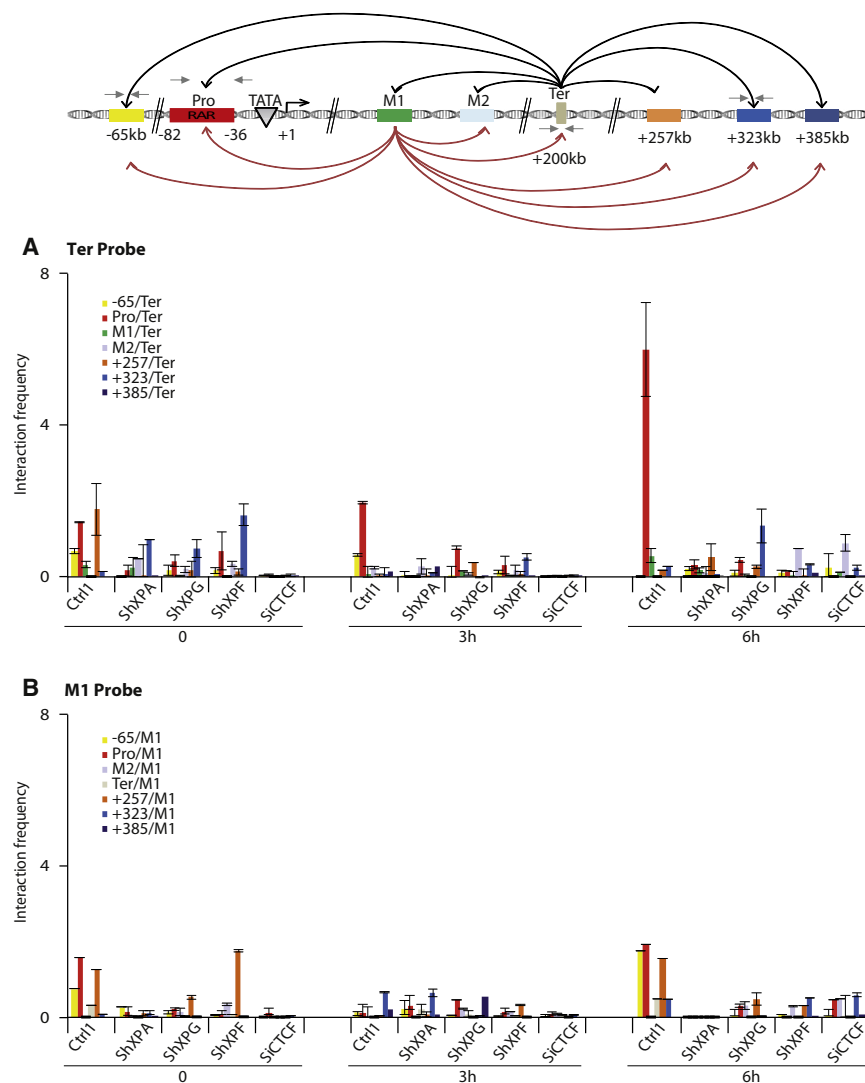 Pro TATA M1 M2 Ter
RAR
-65kb -82 -36 +1 +200kb +257kb +323kb +385kb
A Ter Probe
8
4
0
Interaction frequency
-65/Ter
Pro/Ter
M1/Ter
M2/Ter
+257/Ter
+323/Ter
+385/Ter
Ctrl1 ShXPA ShXPG ShXPF SiCTCF Ctrl1 ShXPA ShXPG ShXPF SiCTCF Ctrl1 ShXPA ShXPG ShXPF SiCTCF
0 3h 6h
B M1 Probe
8
4
0
Interaction frequency
-65/M1
Pro/M1
M2/M1
Ter/M1
+257/M1
+323/M1
+385/M1
Ctrl1 ShXPA ShXPG ShXPF SiCTCF Ctrl1 ShXPA ShXPG ShXPF SiCTCF Ctrl1 ShXPA ShXPG ShXPF SiCTCF
0 3h 6h